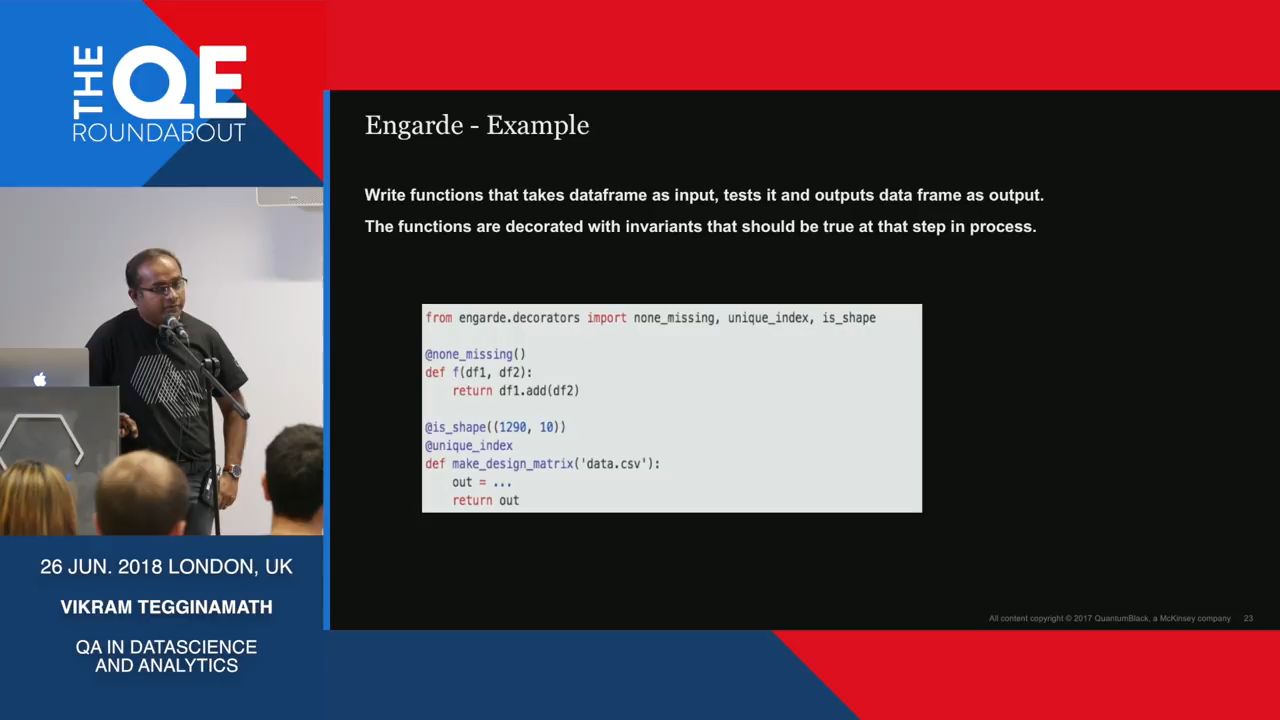 THE QE
ROUNDABOUT
Engarde - Example
Write functions that takes dataframe as input, tests it and outputs data frame as output.
The functions are decorated with invariants that should be true at that step in process.
from engarde.decorators import none_missing, unique_index, is_shape
@none_missing()
def f(df1, df2):
    return df1.add(df2)
@is_shape((1290, 10))
@unique_index
def make_design_matrix('data.csv'):
    out = ...
    return out
26 JUN. 2018 LONDON, UK
VIKRAM TEGGINAMATH
QA IN DATASCIENCE
AND ANALYTICS
All content copyright © 2017 QuantumBlack, a McKinsey company 23